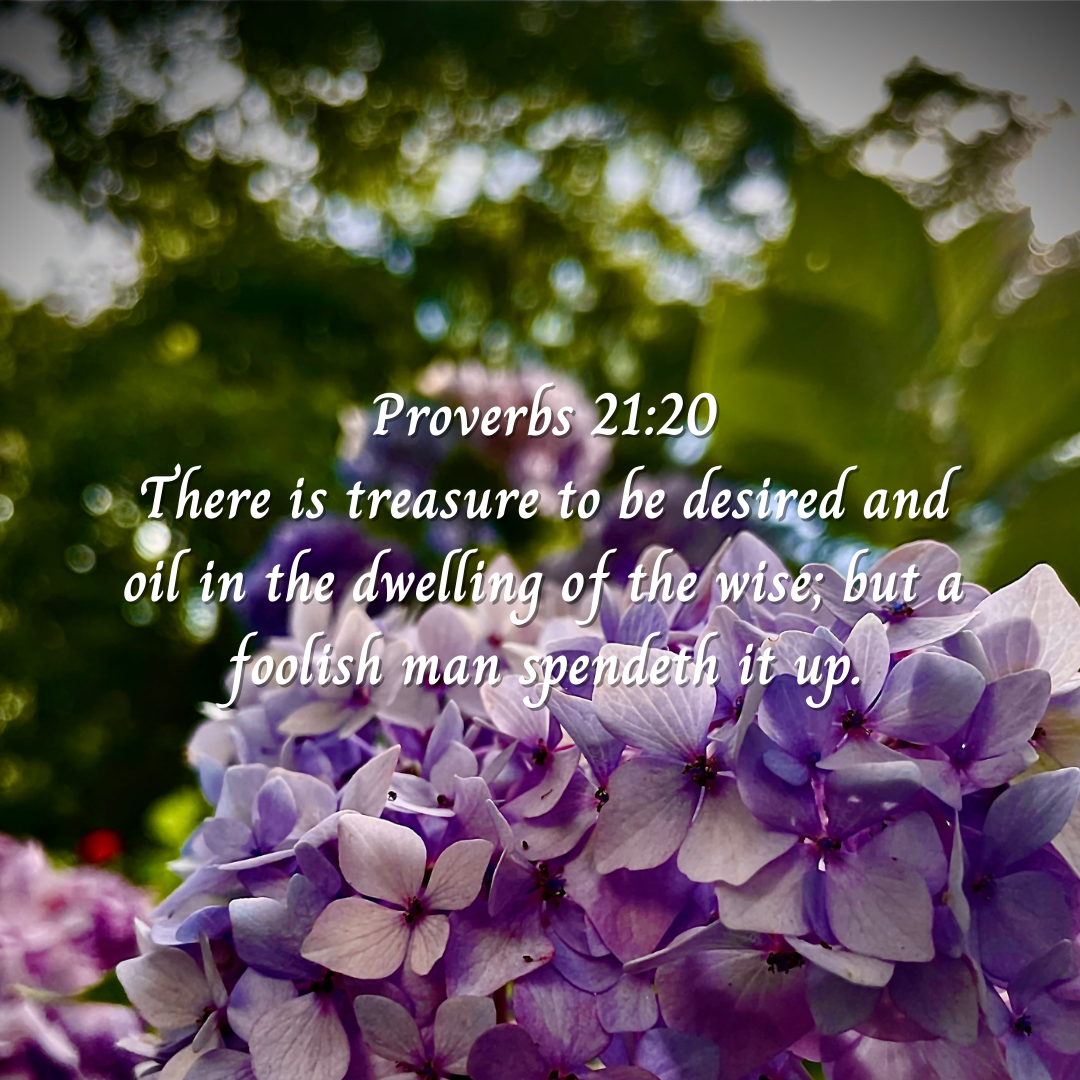 Proverbs 21:20
There is treasure to be desired and
oil in the dwelling of the wise; but a
foolish man spendeth it up.